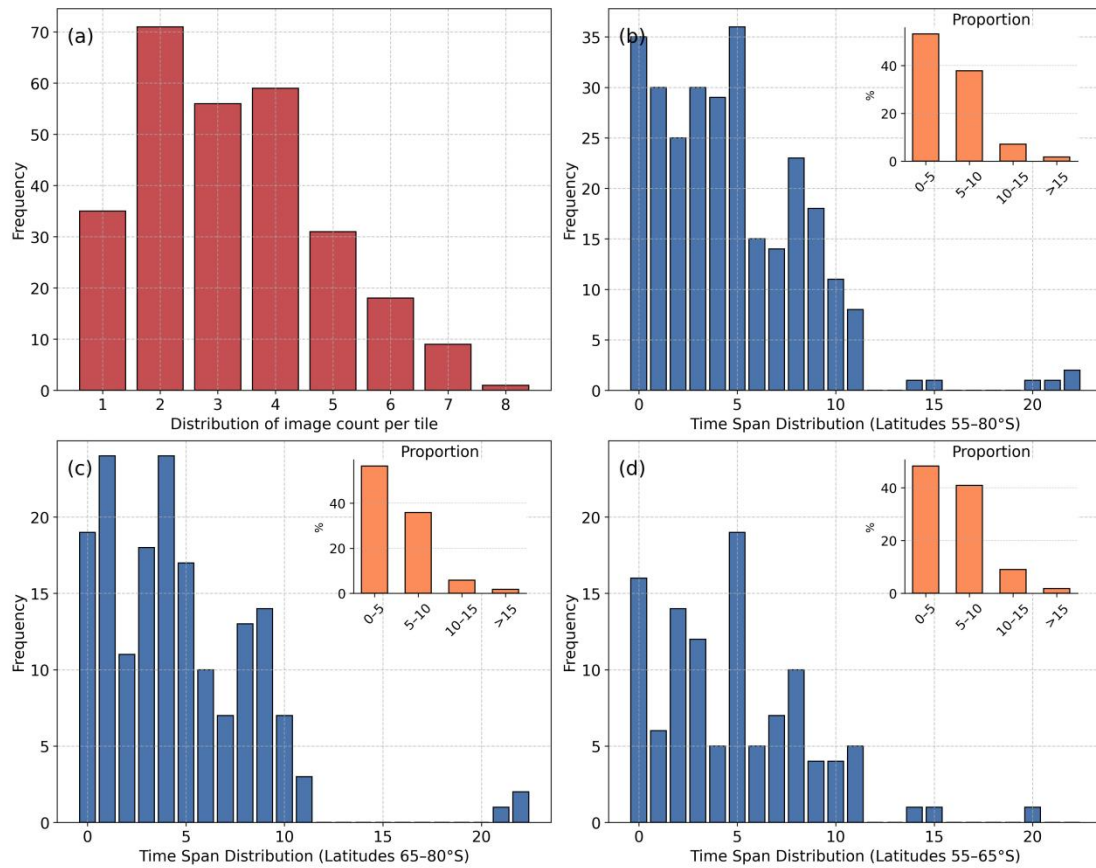 (a)
70
60
50
40
30
20
10
0
Frequency
1 2 3 4 5 6 7 8
Distribution of image count per tile
(b)
35
30
25
20
15
10
5
0
Frequency
0 5 10 15 20
Time Span Distribution (Latitudes 55–80°S)
Proportion
40
20
0
%
0–5 5–10 10–15 >15
(c)
20
15
10
5
0
Frequency
0 5 10 15 20
Time Span Distribution (Latitudes 65–80°S)
Proportion
40
20
0
%
0–5 5–10 10–15 >15
(d)
20
15
10
5
0
Frequency
0 5 10 15 20
Time Span Distribution (Latitudes 55–65°S)
Proportion
40
20
0
%
0–5 5–10 10–15 >15